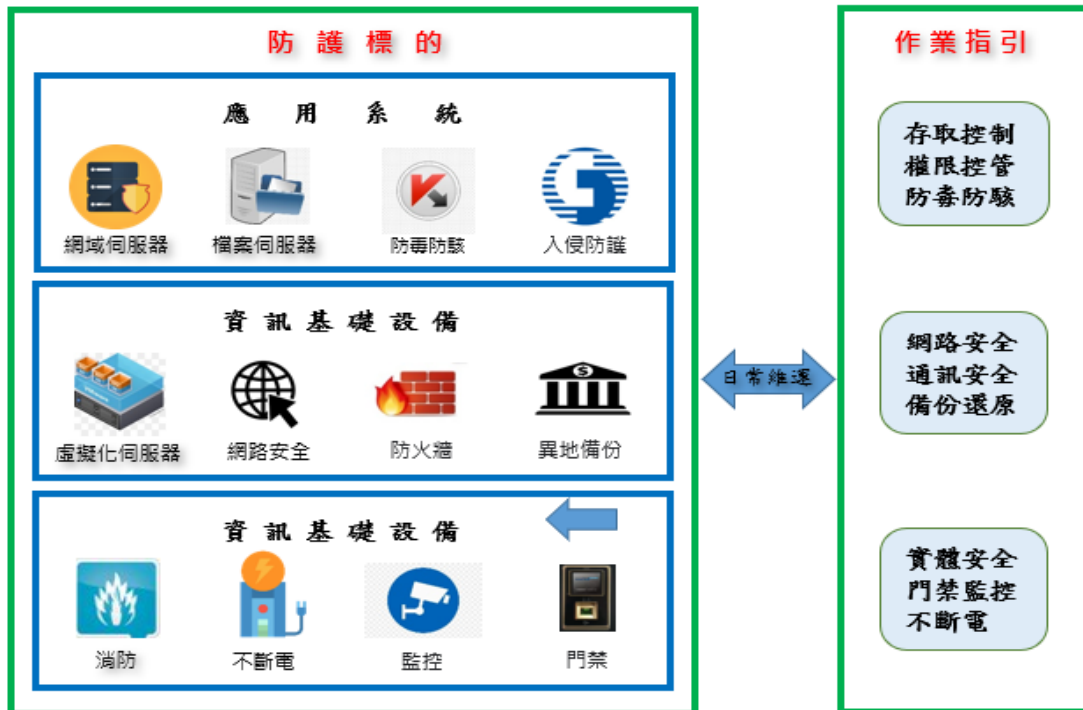 防護標的
應用系統
網域伺服器
檔案伺服器
防毒防駭
入侵防護
資訊基礎設備
虛擬化伺服器
網路安全
防火牆
異地備份
資訊基礎設備
消防
不斷電
監控
門禁
日常維運
作業指引
存取控制
權限控管
防毒防駭
網路安全
通訊安全
備份還原
實體安全
門禁監控
不斷電